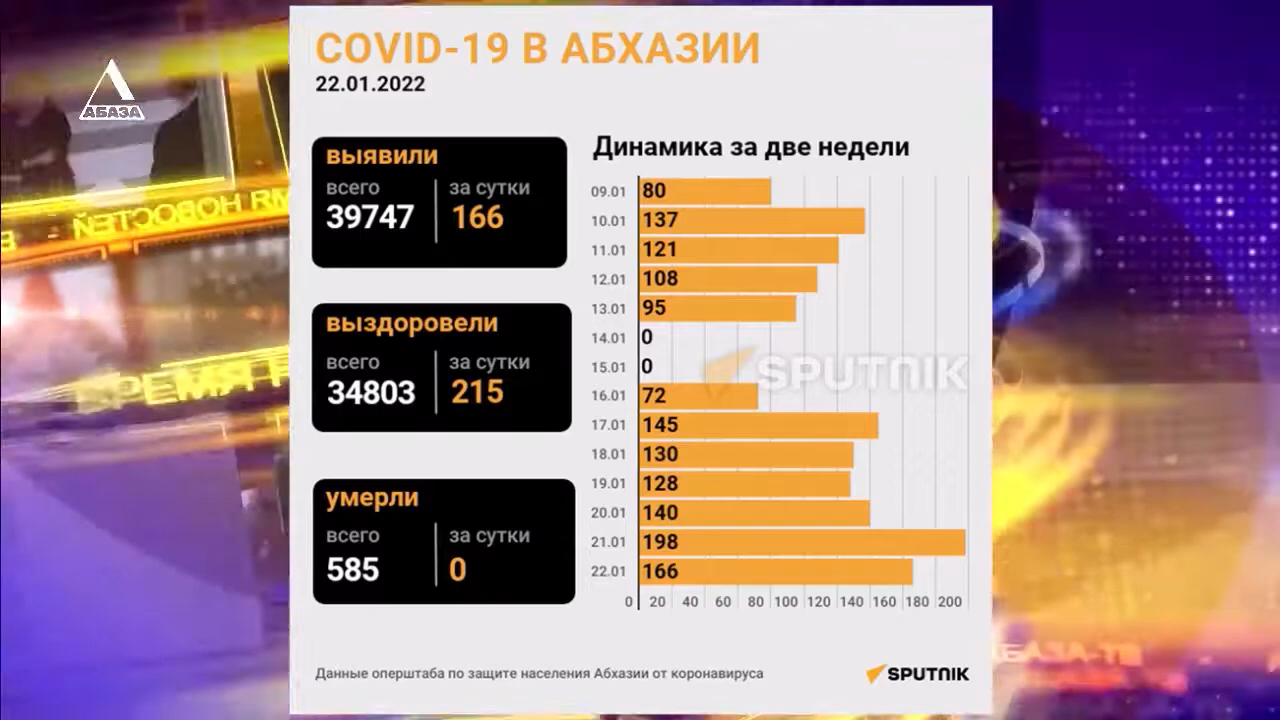 АБАЗА
COVID-19 В АБХАЗИИ
22.01.2022
выявили
всего
за сутки
39747
166
выздоровели
всего
за сутки
34803
215
умерли
всего
за сутки
585
0
Динамика за две недели
09.01 80
10.01 137
11.01 121
12.01 108
13.01 95
14.01 0
15.01 0
16.01 72
17.01 145
18.01 130
19.01 128
20.01 140
21.01 198
22.01 166
0 20 40 60 80 100 120 140 160 180 200
SPUTNIK
Данные оперштаба по защите населения Абхазии от коронавируса
SPUTNIK
НОВОСТЕЙ
ВРЕМЯ
АБАЗА-ТВ